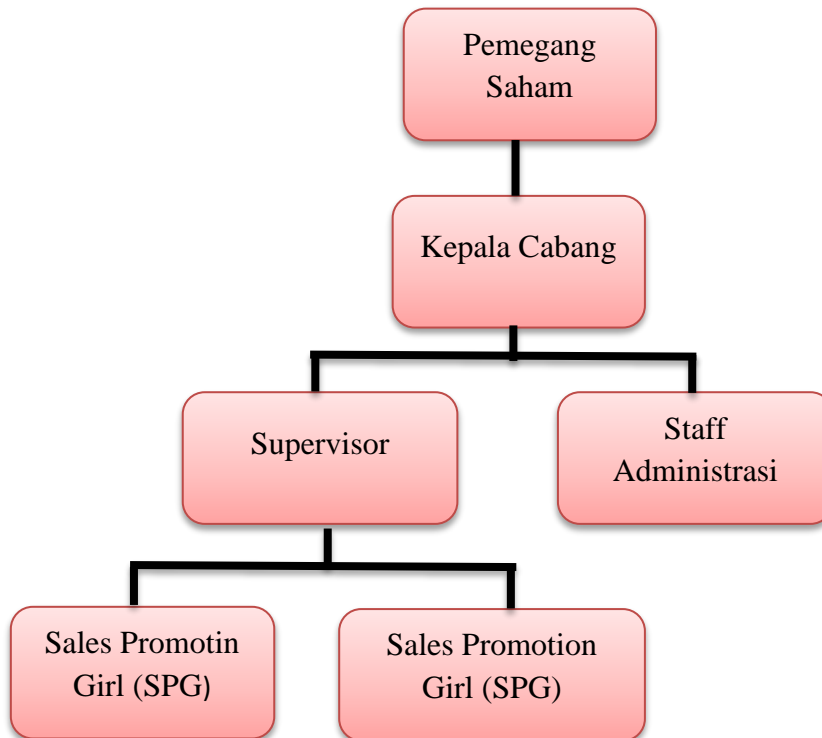 Pemegang
Saham
Kepala Cabang
Supervisor
Staff
Administrasi
Sales Promotin
Girl (SPG)
Sales Promotion
Girl (SPG)